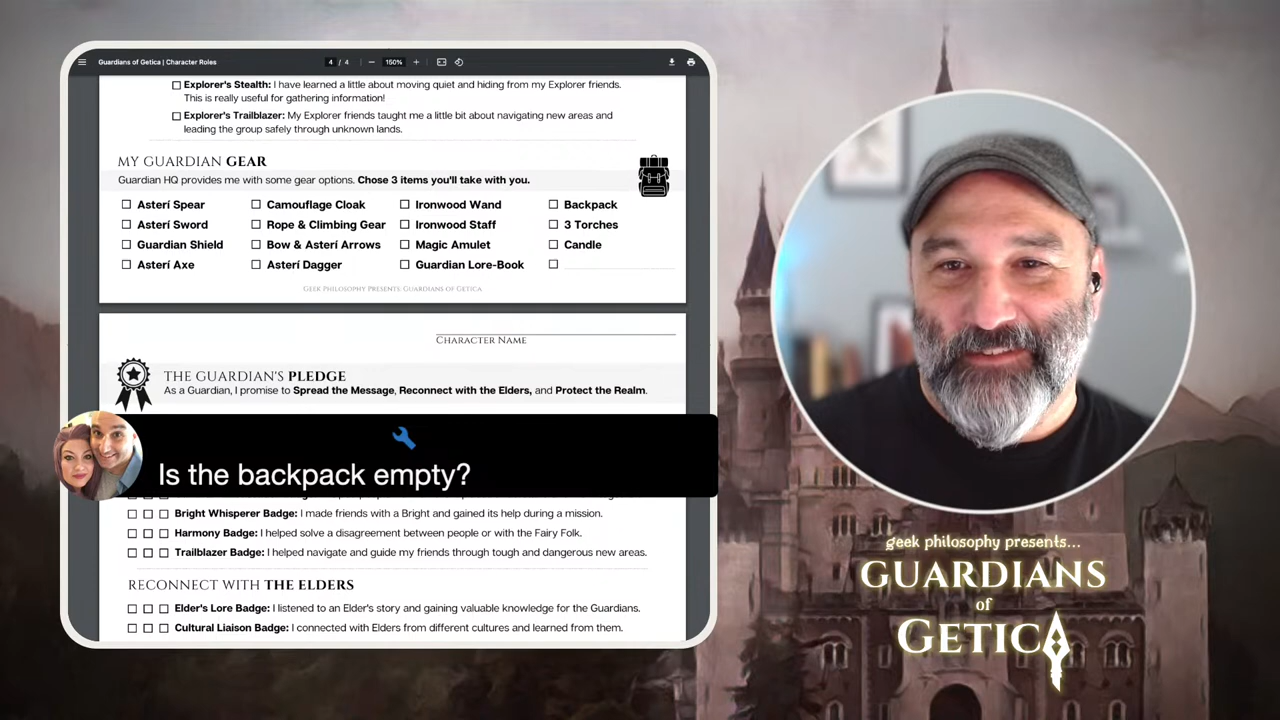 Guardians of Getica | Character Roles
4 / 4
150%
Explorer's Stealth: I have learned a little about moving quiet and hiding from my Explorer friends.
This is really useful for gathering information!
Explorer's Trailblazer: My Explorer friends taught me a little bit about navigating new areas and
leading the group safely through unknown lands.
MY GUARDIAN GEAR
Guardian HQ provides me with some gear options. Chose 3 items you'll take with you.
Asterí Spear Camouflage Cloak Ironwood Wand Backpack
Asterí Sword Rope & Climbing Gear Ironwood Staff 3 Torches
Guardian Shield Bow & Asterí Arrows Magic Amulet Candle
Asterí Axe Asterí Dagger Guardian Lore-Book
GEEK PHILOSOPHY PRESENTS: GUARDIANS OF GETICA
CHARACTER NAME
THE GUARDIAN'S PLEDGE
As a Guardian, I promise to Spread the Message, Reconnect with the Elders, and Protect the Realm.
Is the backpack empty?
Bright Whisperer Badge: I made friends with a Bright and gained its help during a mission.
Harmony Badge: I helped solve a disagreement between people or with the Fairy Folk.
Trailblazer Badge: I helped navigate and guide my friends through tough and dangerous new areas.
RECONNECT WITH THE ELDERS
Elder's Lore Badge: I listened to an Elder's story and gaining valuable knowledge for the Guardians.
Cultural Liaison Badge: I connected with Elders from different cultures and learned from them.
geek philosophy presents...
GUARDIANS
of
GETICA